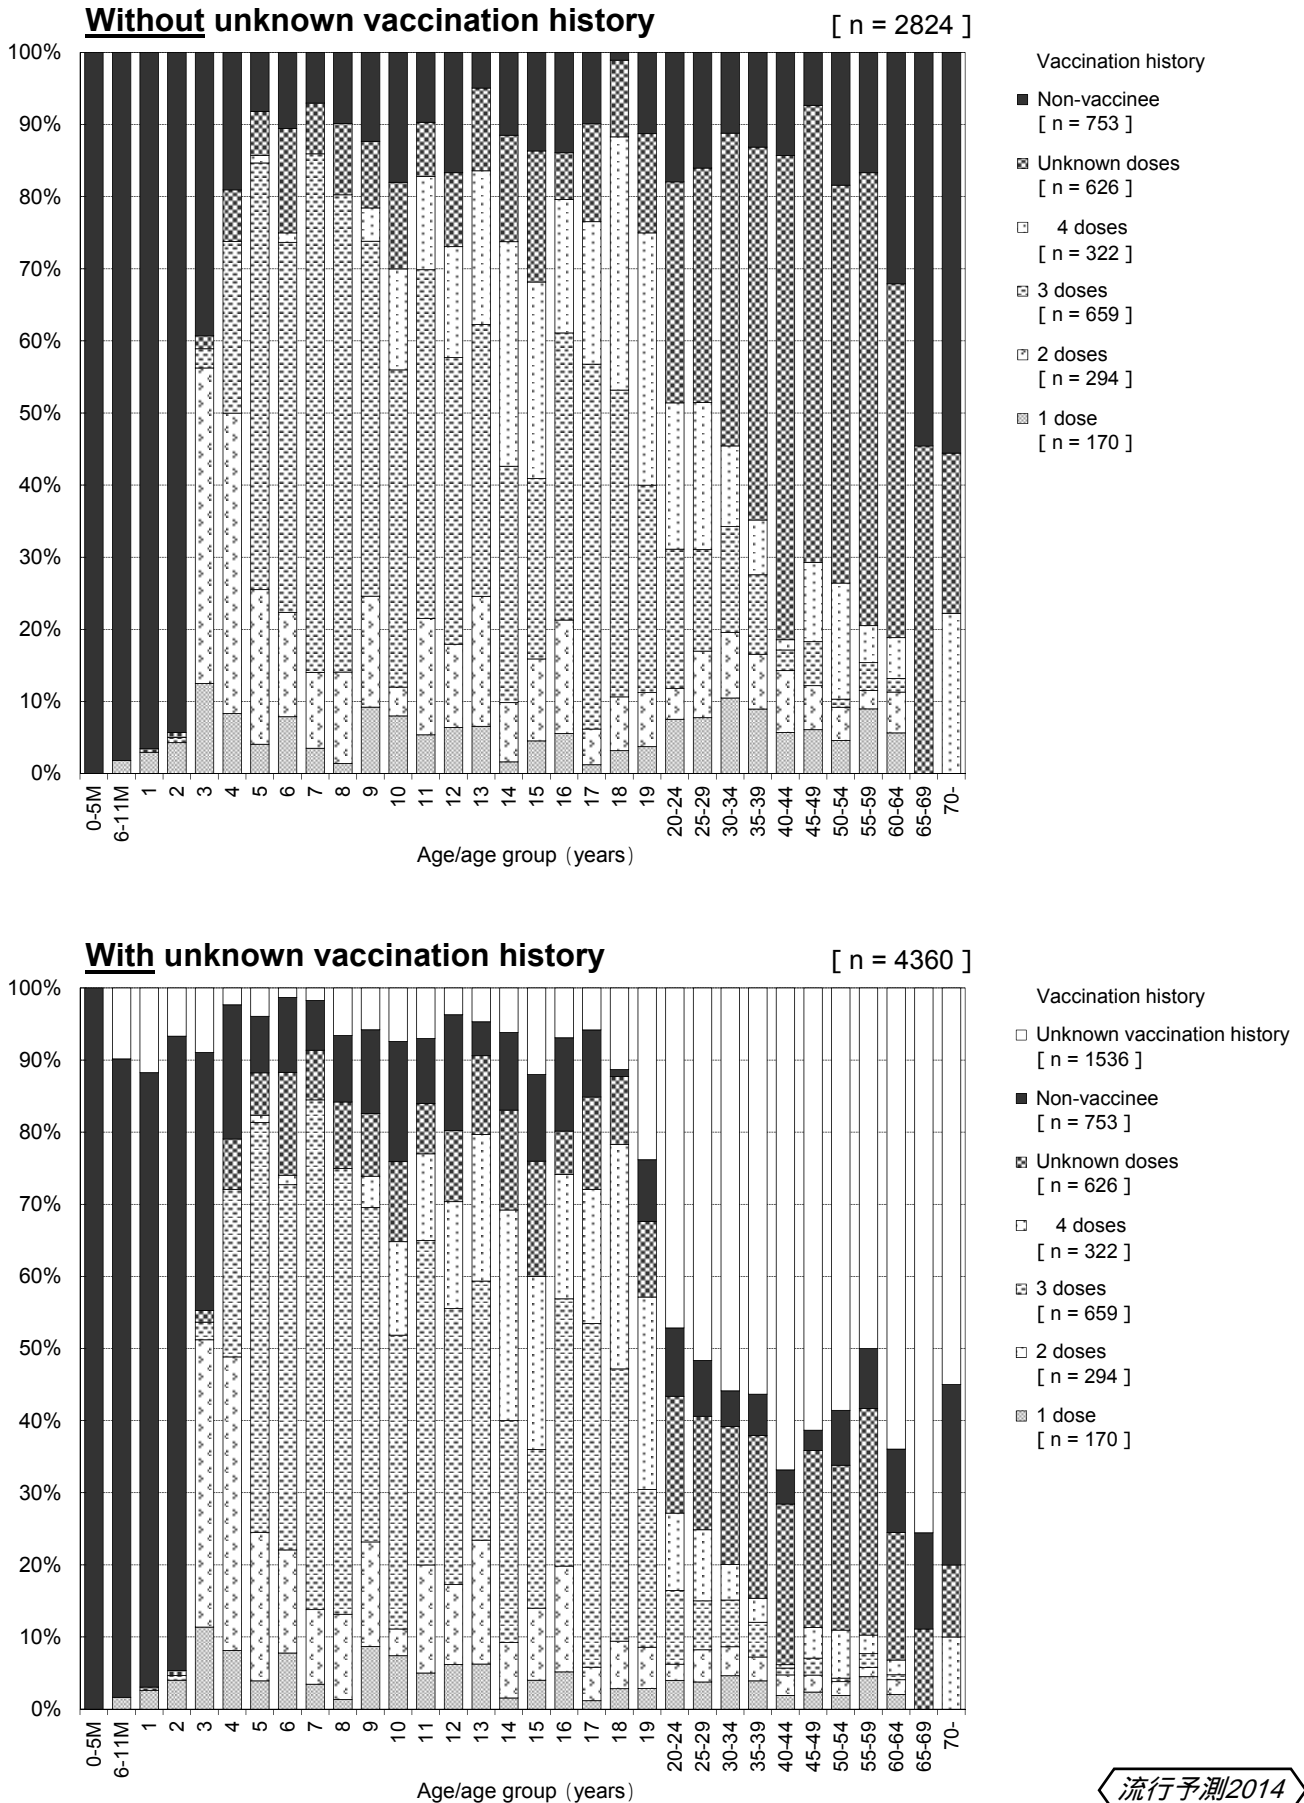 Without unknown vaccination history [ n = 2824 ]
100%
90%
80%
70%
60%
50%
40%
30%
20%
10%
0%
0-5M 6-11M 1 2 3 4 5 6 7 8 9 10 11 12 13 14 15 16 17 18 19 20-24 25-29 30-34 35-39 40-44 45-49 50-54 55-59 60-64 65-69 70-
Age/age group (years)
Vaccination history
Non-vaccinee
[ n = 753 ]
Unknown doses
[ n = 626 ]
4 doses
[ n = 322 ]
3 doses
[ n = 659 ]
2 doses
[ n = 294 ]
1 dose
[ n = 170 ]
With unknown vaccination history [ n = 4360 ]
100%
90%
80%
70%
60%
50%
40%
30%
20%
10%
0%
0-5M 6-11M 1 2 3 4 5 6 7 8 9 10 11 12 13 14 15 16 17 18 19 20-24 25-29 30-34 35-39 40-44 45-49 50-54 55-59 60-64 65-69 70-
Age/age group (years)
Vaccination history
Unknown vaccination history
[ n = 1536 ]
Non-vaccinee
[ n = 753 ]
Unknown doses
[ n = 626 ]
4 doses
[ n = 322 ]
3 doses
[ n = 659 ]
2 doses
[ n = 294 ]
1 dose
[ n = 170 ]
流行予測2014